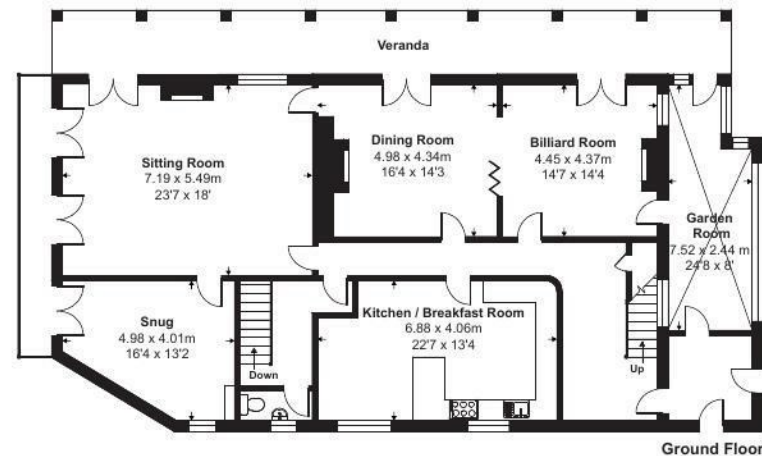 Veranda
Sitting Room
7.19 x 5.49m
23'7 x 18'
Dining Room
4.98 x 4.34m
16'4 x 14'3
Billiard Room
4.45 x 4.37m
14'7 x 14'4
Garden
Room
7.52 x 2.44 m
24'8 x 8'
Snug
4.98 x 4.01m
16'4 x 13'2
Down
Kitchen / Breakfast Room
6.88 x 4.06m
22'7 x 13'4
Up
Ground Floor